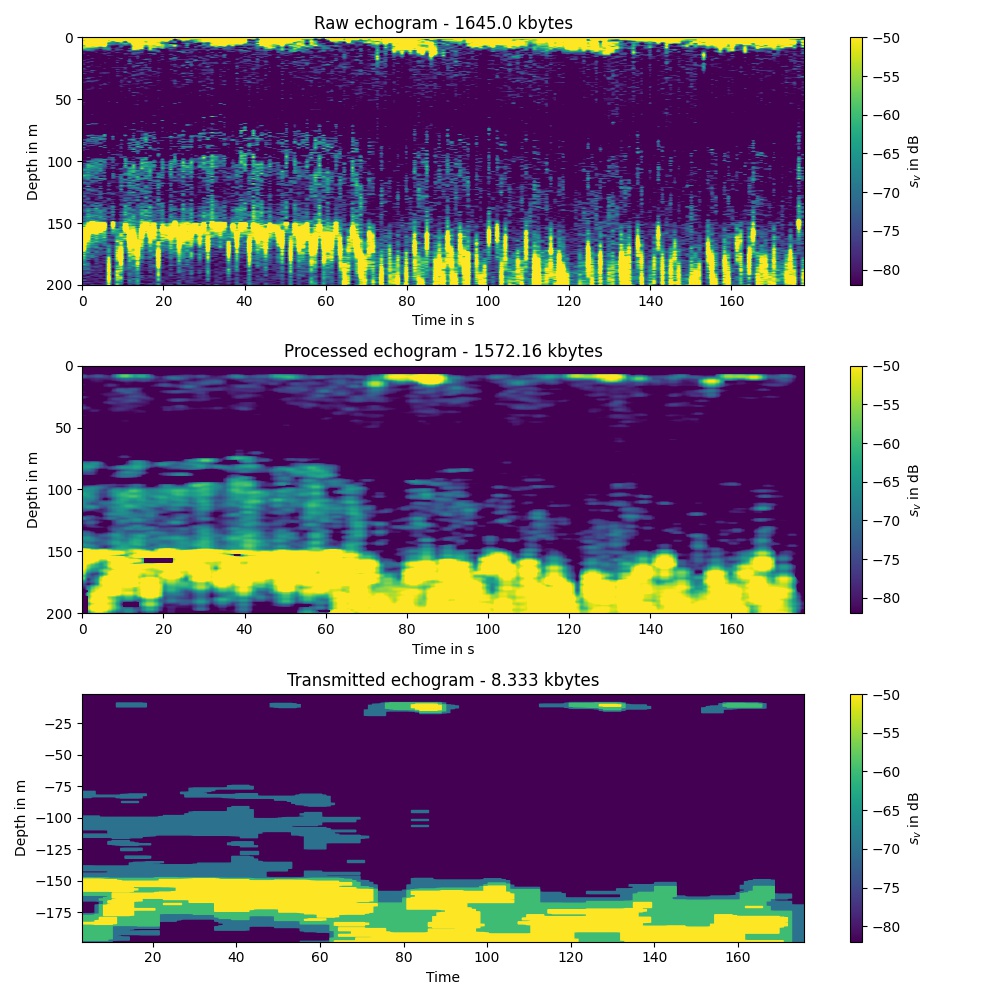 Raw echogram - 1645.0 kbytes
0
50
100
150
200
Depth in m
0 20 40 60 80 100 120 140 160
Time in s
−50
−55
−60
−65
−70
−75
−80
sv in dB
Processed echogram - 1572.16 kbytes
0
50
100
150
200
Depth in m
0 20 40 60 80 100 120 140 160
Time in s
−50
−55
−60
−65
−70
−75
−80
sv in dB
Transmitted echogram - 8.333 kbytes
−25
−50
−75
−100
−125
−150
−175
Depth in m
20 40 60 80 100 120 140 160
Time
−50
−55
−60
−65
−70
−75
−80
sv in dB